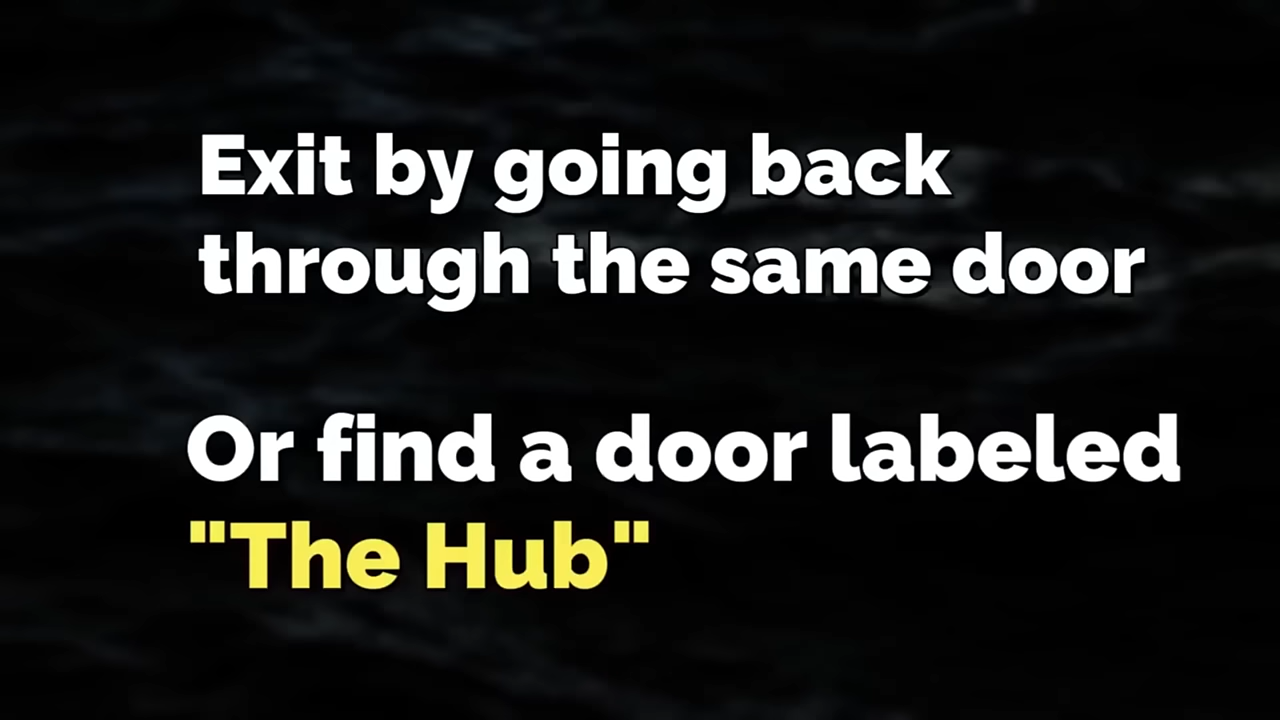 Exit by going back
through the same door
Or find a door labeled
"The Hub"